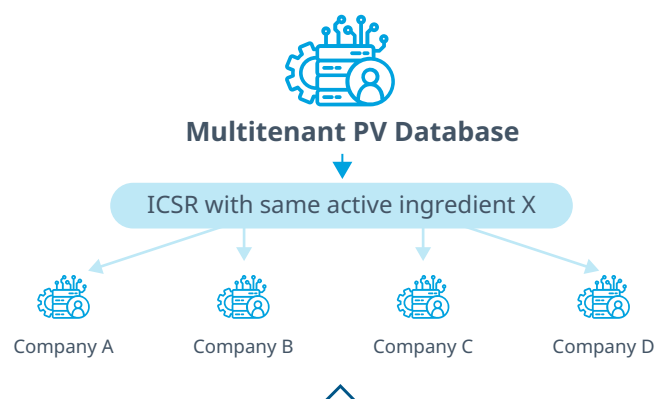 Multitenant PV Database
ICSR with same active ingredient X
Company A Company B Company C Company D